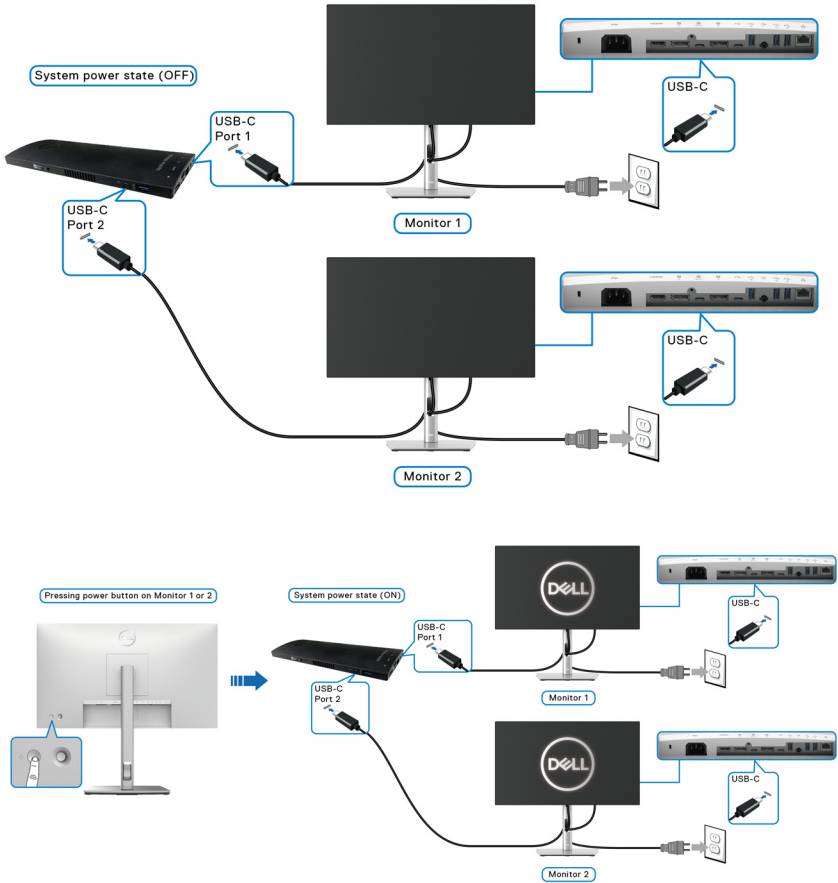 System power state (OFF)
USB-C
Port 1
USB-C
Monitor 1
USB-C
Port 2
USB-C
Monitor 2
Pressing power button on Monitor 1 or 2
System power state (ON)
DELL
USB-C
Port 1
USB-C
Monitor 1
USB-C
Port 2
DELL
USB-C
Monitor 2